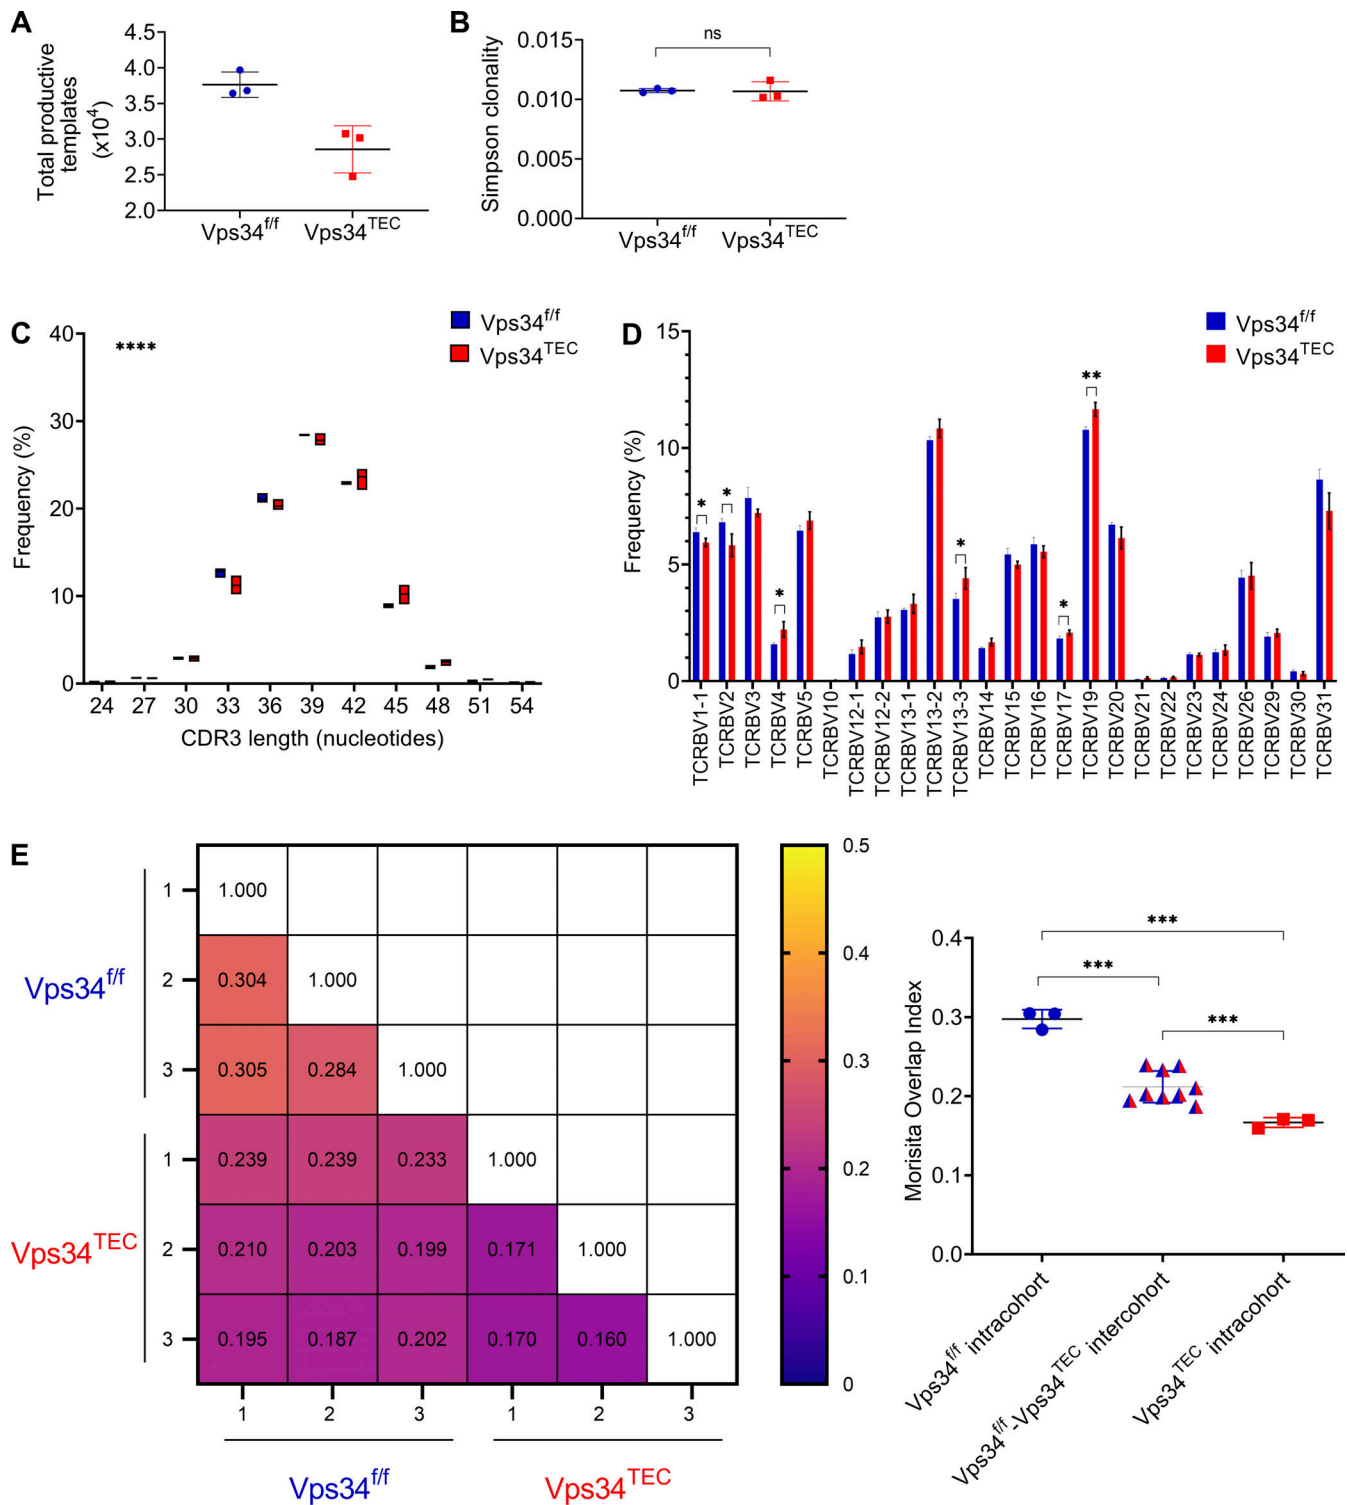 A
Total productive
templates
(x10⁴)
4.5
4.0
3.5
3.0
2.5
2.0
Vps34^f/f
Vps34^TEC
B
Simpson clonality
0.015
0.010
0.005
0.000
ns
Vps34^f/f
Vps34^TEC
C
Frequency (%)
40
30
20
10
0
****
Vps34^f/f
Vps34^TEC
24 27 30 33 36 39 42 45 48 51 54
CDR3 length (nucleotides)
D
Frequency (%)
15
10
5
0
Vps34^f/f
Vps34^TEC
*
*
*
*
*
**
TCRBV1-1
TCRBV2
TCRBV3
TCRBV4
TCRBV5
TCRBV10
TCRBV12-1
TCRBV12-2
TCRBV13-1
TCRBV13-2
TCRBV13-3
TCRBV14
TCRBV15
TCRBV16
TCRBV17
TCRBV19
TCRBV20
TCRBV21
TCRBV22
TCRBV23
TCRBV24
TCRBV26
TCRBV29
TCRBV30
TCRBV31
E
Vps34^f/f
Vps34^TEC
1 1.000
2 0.304 1.000
3 0.305 0.284 1.000
1 0.239 0.239 0.233 1.000
2 0.210 0.203 0.199 0.171 1.000
3 0.195 0.187 0.202 0.170 0.160 1.000
1 2 3 1 2 3
Vps34^f/f Vps34^TEC
0.5
0.4
0.3
0.2
0.1
0
Morisita Overlap Index
0.4
0.3
0.2
0.1
0.0
***
***
***
Vps34^f/f intracohort
Vps34^f/f-Vps34^TEC intercohort
Vps34^TEC intracohort